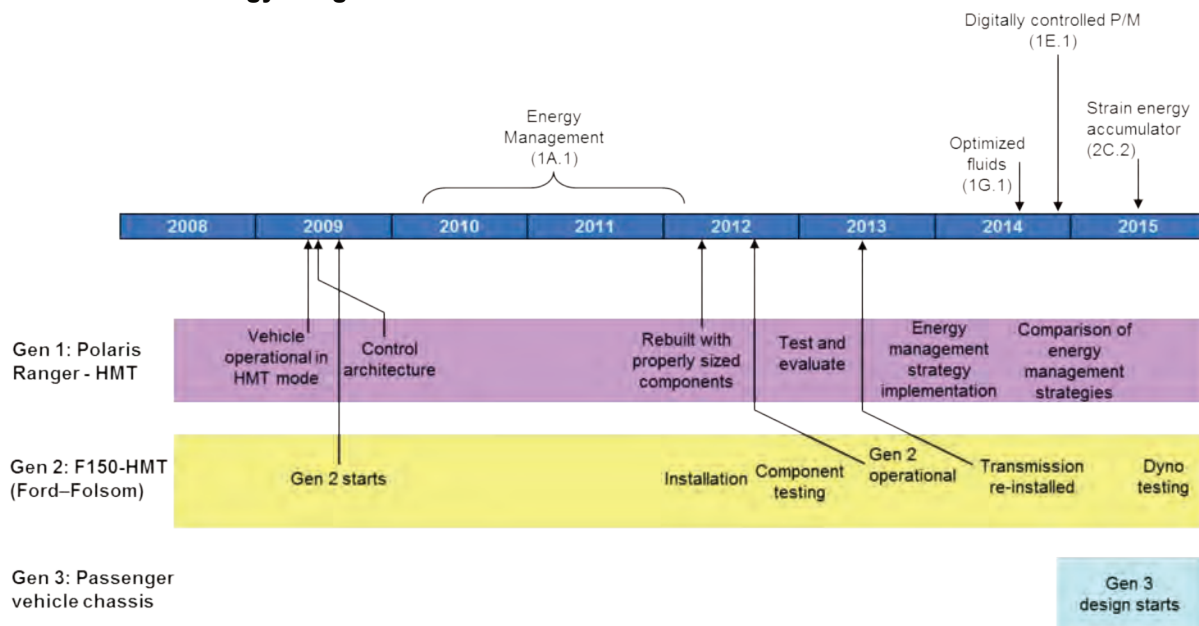 Digitally controlled P/M
(1E.1)
Energy
Management
(1A.1)
Optimized
fluids
(1G.1)
Strain energy
accumulator
(2C.2)
2008
2009
2010
2011
2012
2013
2014
2015
Gen 1: Polaris
Ranger - HMT
Vehicle
operational in
HMT mode
Control
architecture
Rebuilt with
properly sized
components
Test and
evaluate
Energy
management
strategy
implementation
Comparison of
energy
management
strategies
Gen 2: F150-HMT
(Ford–Folsom)
Gen 2 starts
Installation
Component
testing
Gen 2
operational
Transmission
re-installed
Dyno
testing
Gen 3: Passenger
vehicle chassis
Gen 3
design starts